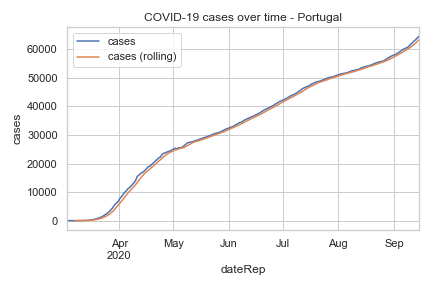 COVID-19 cases over time - Portugal
cases
cases (rolling)
60000
50000
40000
30000
20000
10000
0
cases
Apr
2020
May
Jun
Jul
Aug
Sep
dateRep